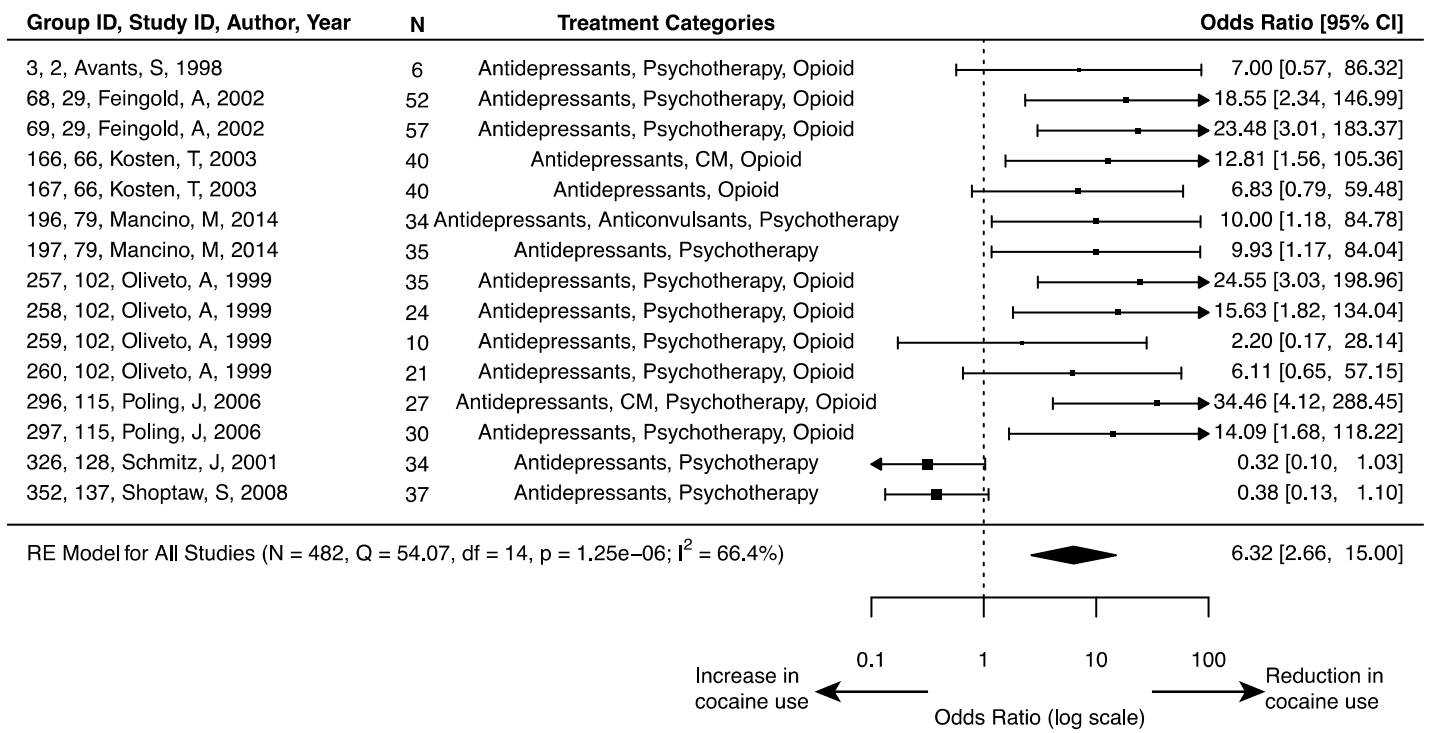 Group ID, Study ID, Author, Year N Treatment Categories Odds Ratio [95% CI]
3, 2, Avants, S, 1998 6 Antidepressants, Psychotherapy, Opioid 7.00 [0.57, 86.32]
68, 29, Feingold, A, 2002 52 Antidepressants, Psychotherapy, Opioid 18.55 [2.34, 146.99]
69, 29, Feingold, A, 2002 57 Antidepressants, Psychotherapy, Opioid 23.48 [3.01, 183.37]
166, 66, Kosten, T, 2003 40 Antidepressants, CM, Opioid 12.81 [1.56, 105.36]
167, 66, Kosten, T, 2003 40 Antidepressants, Opioid 6.83 [0.79, 59.48]
196, 79, Mancino, M, 2014 34 Antidepressants, Anticonvulsants, Psychotherapy 10.00 [1.18, 84.78]
197, 79, Mancino, M, 2014 35 Antidepressants, Psychotherapy 9.93 [1.17, 84.04]
257, 102, Oliveto, A, 1999 35 Antidepressants, Psychotherapy, Opioid 24.55 [3.03, 198.96]
258, 102, Oliveto, A, 1999 24 Antidepressants, Psychotherapy, Opioid 15.63 [1.82, 134.04]
259, 102, Oliveto, A, 1999 10 Antidepressants, Psychotherapy, Opioid 2.20 [0.17, 28.14]
260, 102, Oliveto, A, 1999 21 Antidepressants, Psychotherapy, Opioid 6.11 [0.65, 57.15]
296, 115, Poling, J, 2006 27 Antidepressants, CM, Psychotherapy, Opioid 34.46 [4.12, 288.45]
297, 115, Poling, J, 2006 30 Antidepressants, Psychotherapy, Opioid 14.09 [1.68, 118.22]
326, 128, Schmitz, J, 2001 34 Antidepressants, Psychotherapy 0.32 [0.10, 1.03]
352, 137, Shoptaw, S, 2008 37 Antidepressants, Psychotherapy 0.38 [0.13, 1.10]
RE Model for All Studies (N = 482, Q = 54.07, df = 14, p = 1.25e−06; I² = 66.4%) 6.32 [2.66, 15.00]
0.1 1 10 100
Increase in cocaine use
Reduction in cocaine use
Odds Ratio (log scale)